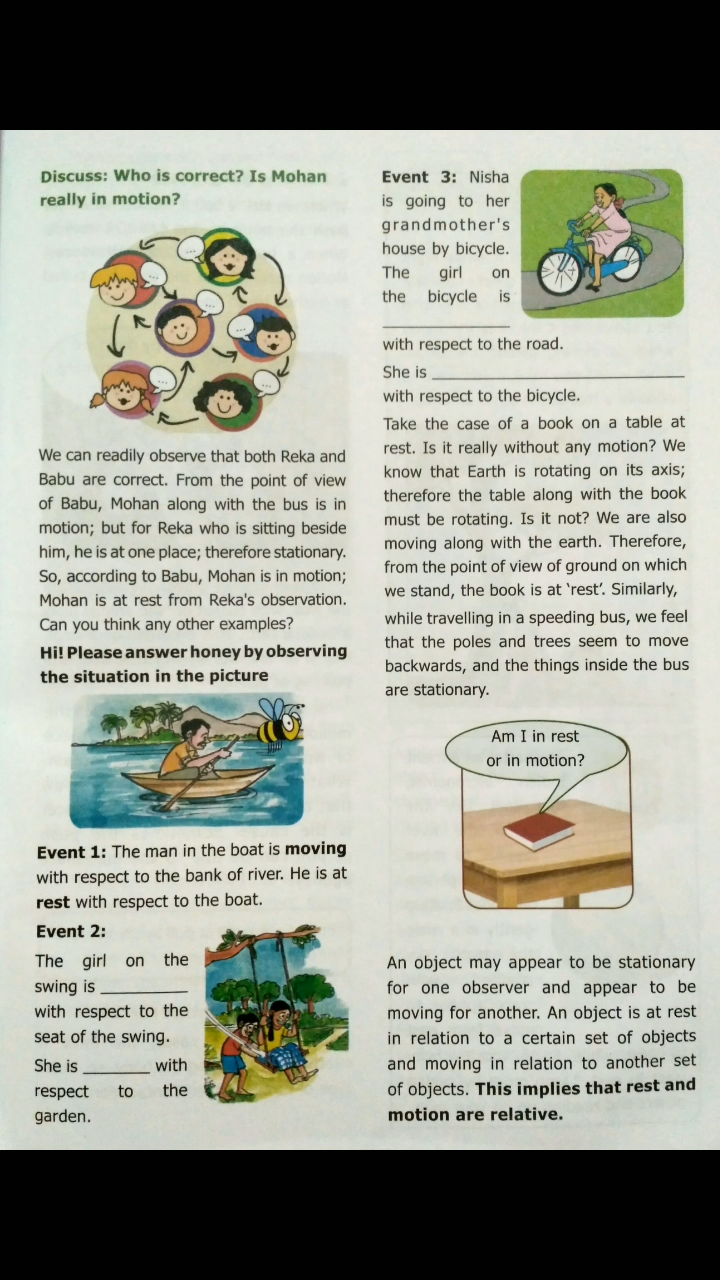 Discuss: Who is correct? Is Mohan
really in motion?
We can readily observe that both Reka and
Babu are correct. From the point of view
of Babu, Mohan along with the bus is in
motion; but for Reka who is sitting beside
him, he is at one place; therefore stationary.
So, according to Babu, Mohan is in motion;
Mohan is at rest from Reka's observation.
Can you think any other examples?
Hi! Please answer honey by observing
the situation in the picture
Event 1: The man in the boat is moving
with respect to the bank of river. He is at
rest with respect to the boat.
Event 2:
The girl on the
swing is __________
with respect to the
seat of the swing.
She is ________ with
respect to the
garden.
Event 3: Nisha
is going to her
grandmother's
house by bicycle.
The girl on
the bicycle is
______________
with respect to the road.
She is ____________________________
with respect to the bicycle.
Take the case of a book on a table at
rest. Is it really without any motion? We
know that Earth is rotating on its axis;
therefore the table along with the book
must be rotating. Is it not? We are also
moving along with the earth. Therefore,
from the point of view of ground on which
we stand, the book is at ‘rest’. Similarly,
while travelling in a speeding bus, we feel
that the poles and trees seem to move
backwards, and the things inside the bus
are stationary.
Am I in rest
or in motion?
An object may appear to be stationary
for one observer and appear to be
moving for another. An object is at rest
in relation to a certain set of objects
and moving in relation to another set
of objects. This implies that rest and
motion are relative.